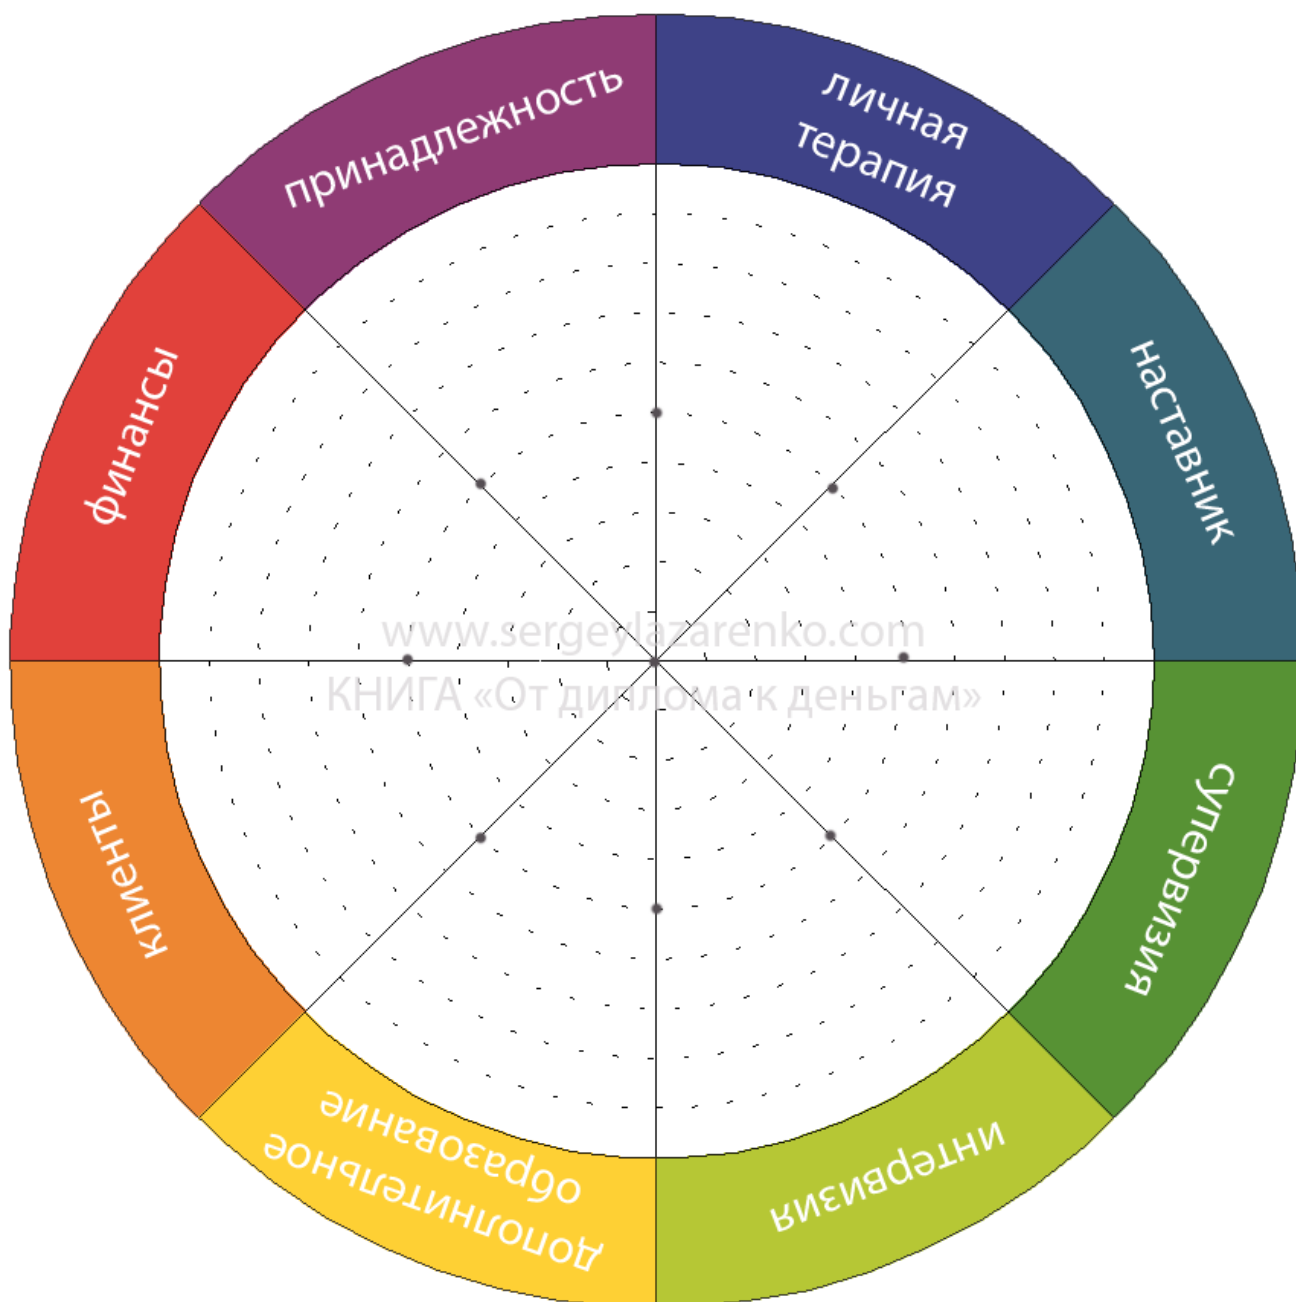 принадлежность
личная
терапия
наставник
супервизия
интервизия
дополнительное
образование
клиенты
финансы
www.sergeylazarenko.com
КНИГА «От диплома к деньгам»